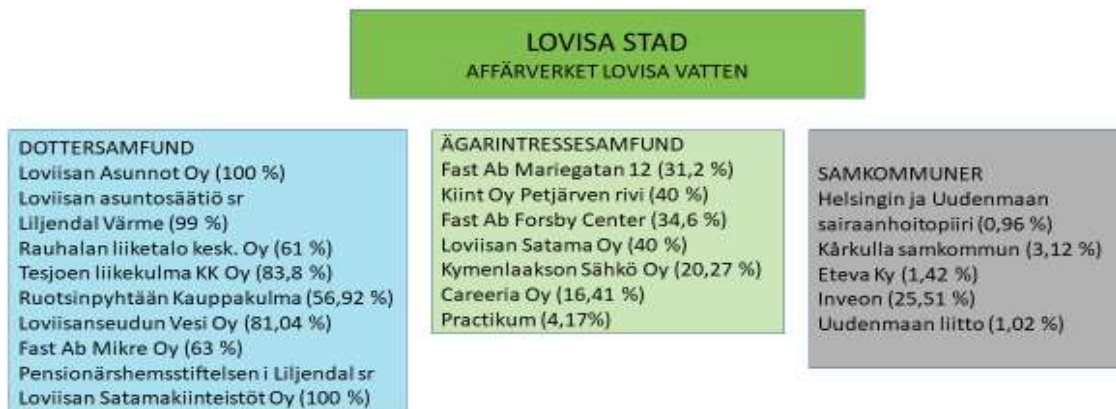 LOVISA STAD
AFFÄRVERKET LOVISA VATTEN
DOTTERSAMFUND
Loviisan Asunnot Oy (100 %)
Loviisan asuntosäätiö sr
Liljendal Värme (99 %)
Rauhalan liiketalo kesk. Oy (61 %)
Tesjoen liikekulma KK Oy (83,8 %)
Ruotsinpyhtään Kauppakulma (56,92 %)
Loviisanseudun Vesi Oy (81,04 %)
Fast Ab Mikre Oy (63 %)
Pensionärshemsstiftelsen i Liljendal sr
Loviisan Satamakiinteistöt Oy (100 %)
ÄGARINTRESSESAMFUND
Fast Ab Mariegatan 12 (31,2 %)
Kiint Oy Petjärven rivi (40 %)
Fast Ab Forsby Center (34,6 %)
Loviisan Satama Oy (40 %)
Kymenlaakson Sähkö Oy (20,27 %)
Careeria Oy (16,41 %)
Practikum (4,17%)
SAMKOMMUNER
Helsingin ja Uudenmaan
sairaanhoitopiiri (0,96 %)
Kårkulla samkommun (3,12 %)
Eteva Ky (1,42 %)
Inveon (25,51 %)
Uudenmaan liitto (1,02 %)